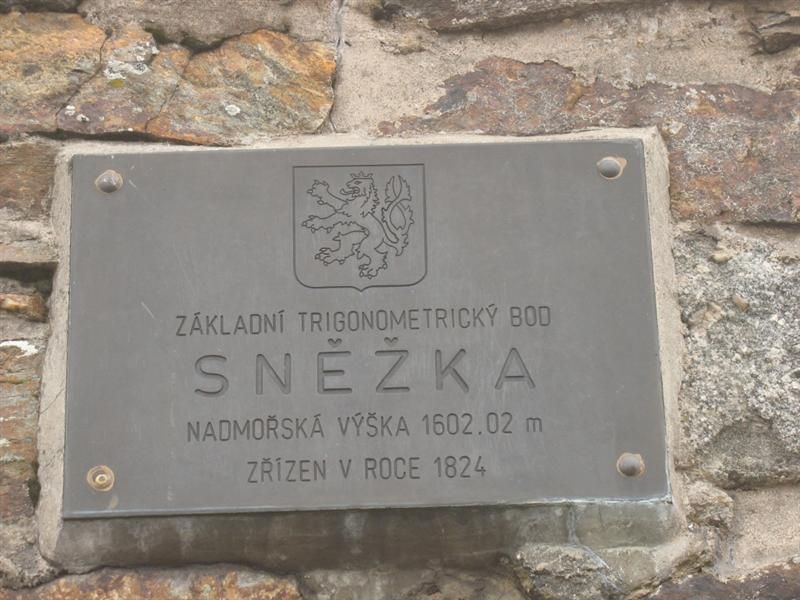 ZÁKLADNÍ TRIGONOMETRICKÝ BOD
SNĚŽKA
NADMOŘSKÁ VÝŠKA 1602.02 m
ZŘÍZEN V ROCE 1824